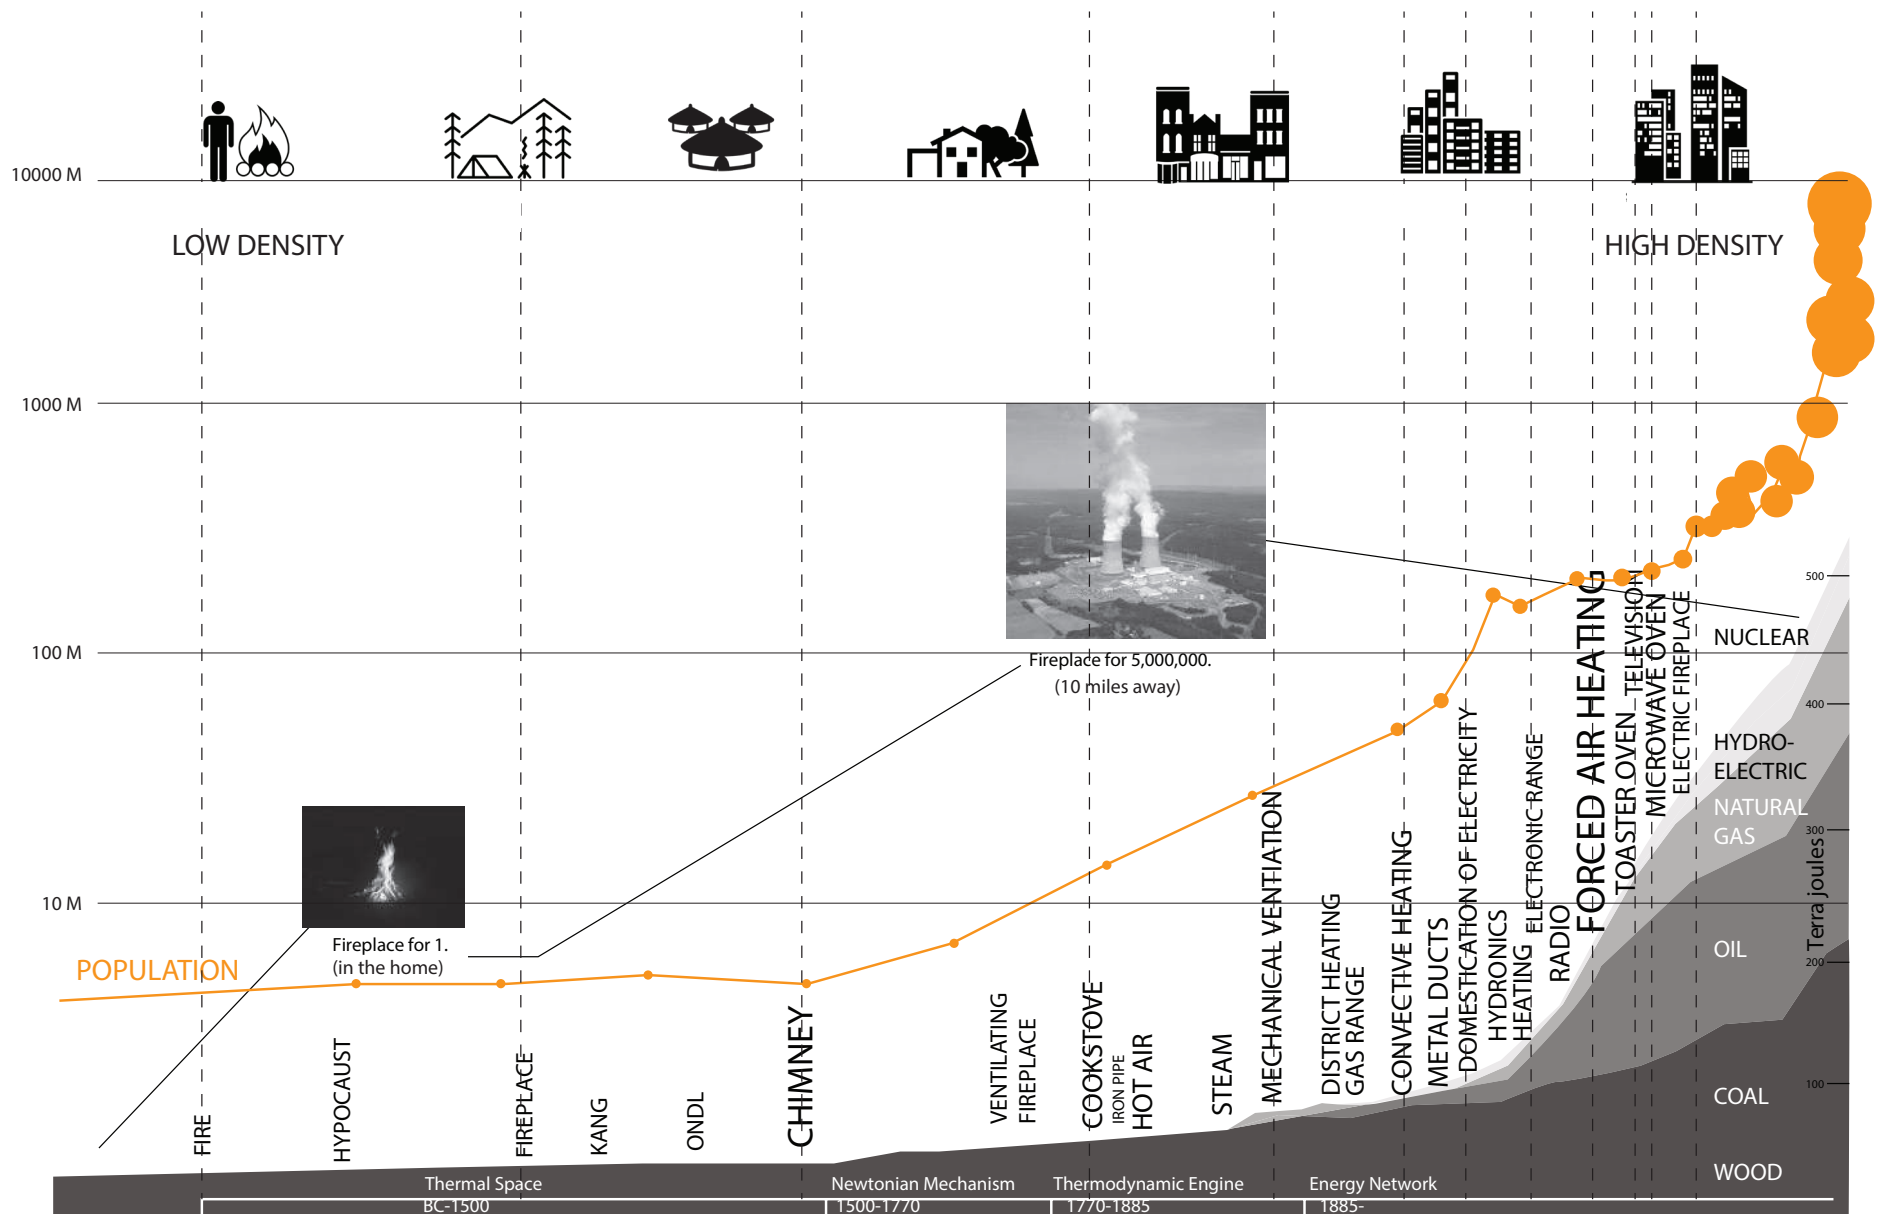 10000 M
LOW DENSITY
HIGH DENSITY
1000 M
500
NUCLEAR
100 M
Fireplace for 5,000,000.
(10 miles away)
400
HYDRO-
ELECTRIC
NATURAL
GAS
300
Terra joules
10 M
Fireplace for 1.
(in the home)
POPULATION
OIL
200
100
COAL
WOOD
FIRE
HYPOCAUST
FIREPLACE
KANG
ONDL
CHIMNEY
VENTILATING
FIREPLACE
COOKSTOVE
IRON PIPE
HOT AIR
STEAM
MECHANICAL VENTIATION
DISTRICT HEATING
GAS RANGE
CONVECTIVE HEATING
METAL DUCTS
DOMESTICATION OF ELECTRICITY
HYDRONICS
HEATING
ELECTRONIC RANGE
RADIO
FORCED AIR HEATING
TOASTER OVEN
TELEVISION
MICROWAVE OVEN
ELECTRIC FIREPLACE
Thermal Space
Newtonian Mechanism
Thermodynamic Engine
Energy Network
BC-1500
1500-1770
1770-1885
1885-